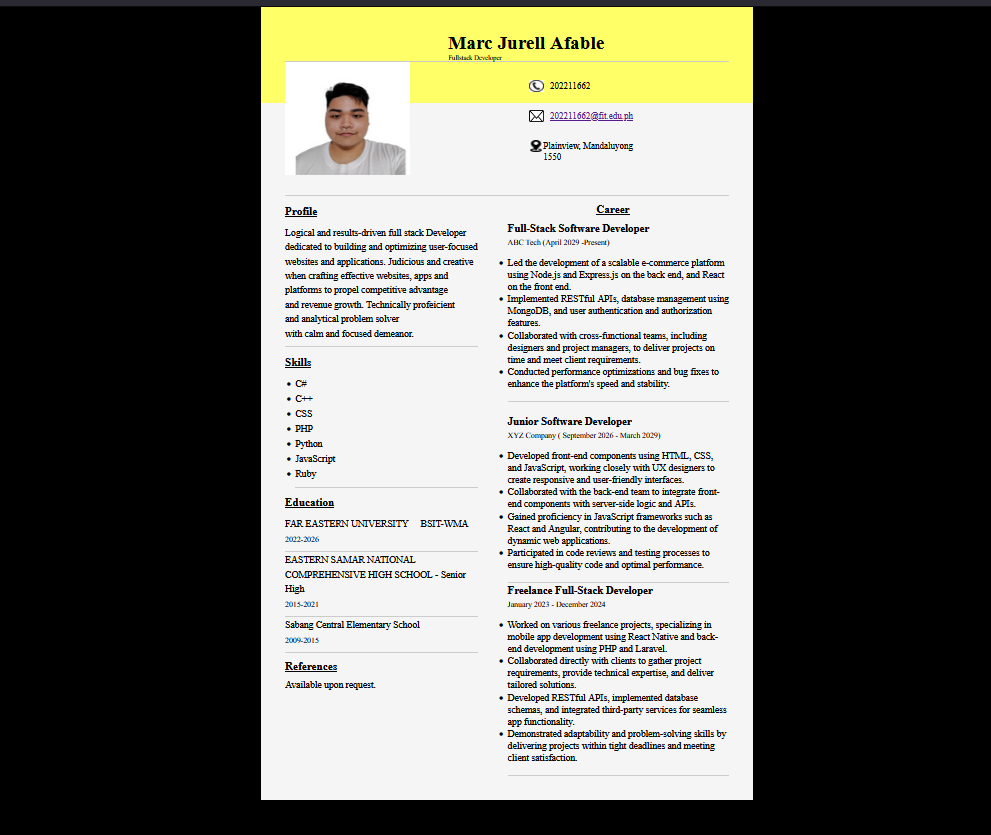 Marc Jurell Afable
Fullstack Developer
202211662
202211662@fit.edu.ph
Plainview, Mandaluyong
1550
Profile
Logical and results-driven full stack Developer
dedicated to building and optimizing user-focused
websites and applications. Judicious and creative
when crafting effective websites, apps and
platforms to propel competitive advantage
and revenue growth. Technically profeicient
and analytical problem solver
with calm and focused demeanor.
Skills
C#
C++
CSS
PHP
Python
JavaScript
Ruby
Education
FAR EASTERN UNIVERSITY BSIT-WMA
2022-2026
EASTERN SAMAR NATIONAL
COMPREHENSIVE HIGH SCHOOL - Senior
High
2015-2021
Sabang Central Elementary School
2009-2015
References
Available upon request.
Career
Full-Stack Software Developer
ABC Tech (April 2029 -Present)
Led the development of a scalable e-commerce platform
using Node.js and Express.js on the back end, and React
on the front end.
Implemented RESTful APIs, database management using
MongoDB, and user authentication and authorization
features.
Collaborated with cross-functional teams, including
designers and project managers, to deliver projects on
time and meet client requirements.
Conducted performance optimizations and bug fixes to
enhance the platform's speed and stability.
Junior Software Developer
XYZ Company ( September 2026 - March 2029)
Developed front-end components using HTML, CSS,
and JavaScript, working closely with UX designers to
create responsive and user-friendly interfaces.
Collaborated with the back-end team to integrate front-
end components with server-side logic and APIs.
Gained proficiency in JavaScript frameworks such as
React and Angular, contributing to the development of
dynamic web applications.
Participated in code reviews and testing processes to
ensure high-quality code and optimal performance.
Freelance Full-Stack Developer
January 2023 - December 2024
Worked on various freelance projects, specializing in
mobile app development using React Native and back-
end development using PHP and Laravel.
Collaborated directly with clients to gather project
requirements, provide technical expertise, and deliver
tailored solutions.
Developed RESTful APIs, implemented database
schemas, and integrated third-party services for seamless
app functionality.
Demonstrated adaptability and problem-solving skills by
delivering projects within tight deadlines and meeting
client satisfaction.